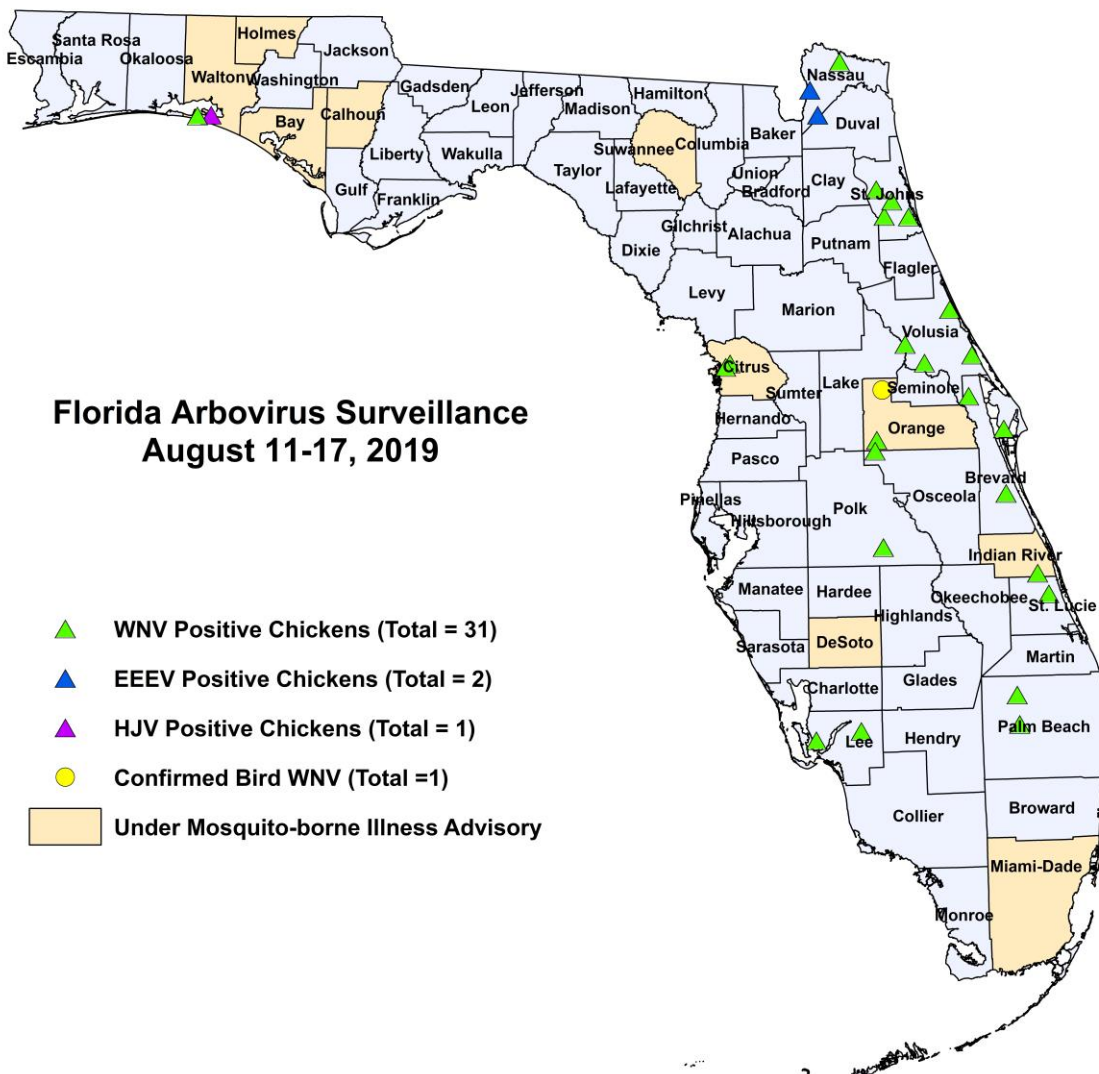 Holmes
Santa Rosa
Jackson
Escambia
Okaloosa
Walton
Washington
Nassau
Gadsden
Jefferson
Hamilton
Leon
Madison
Calhoun
Bay
Duval
Baker
Columbia
Suwannee
Liberty
Wakulla
Taylor
Union
Clay
Lafayette
Bradford
St. Johns
Gulf
Franklin
Gilchrist
Alachua
Putnam
Dixie
Flagler
Levy
Marion
Volusia
Citrus
Lake
Seminole
Sumter
Hernando
Orange
Florida Arbovirus Surveillance
August 11-17, 2019
Pasco
Brevard
Osceola
Pinellas
Polk
Hillsborough
Indian River
Manatee
Hardee
Okeechobee
St. Lucie
Highlands
WNV Positive Chickens (Total = 31)
DeSoto
Sarasota
Martin
EEEV Positive Chickens (Total = 2)
Glades
Charlotte
HJV Positive Chickens (Total = 1)
Palm Beach
Lee
Hendry
Confirmed Bird WNV (Total =1)
Broward
Collier
Under Mosquito-borne Illness Advisory
Miami-Dade
Monroe